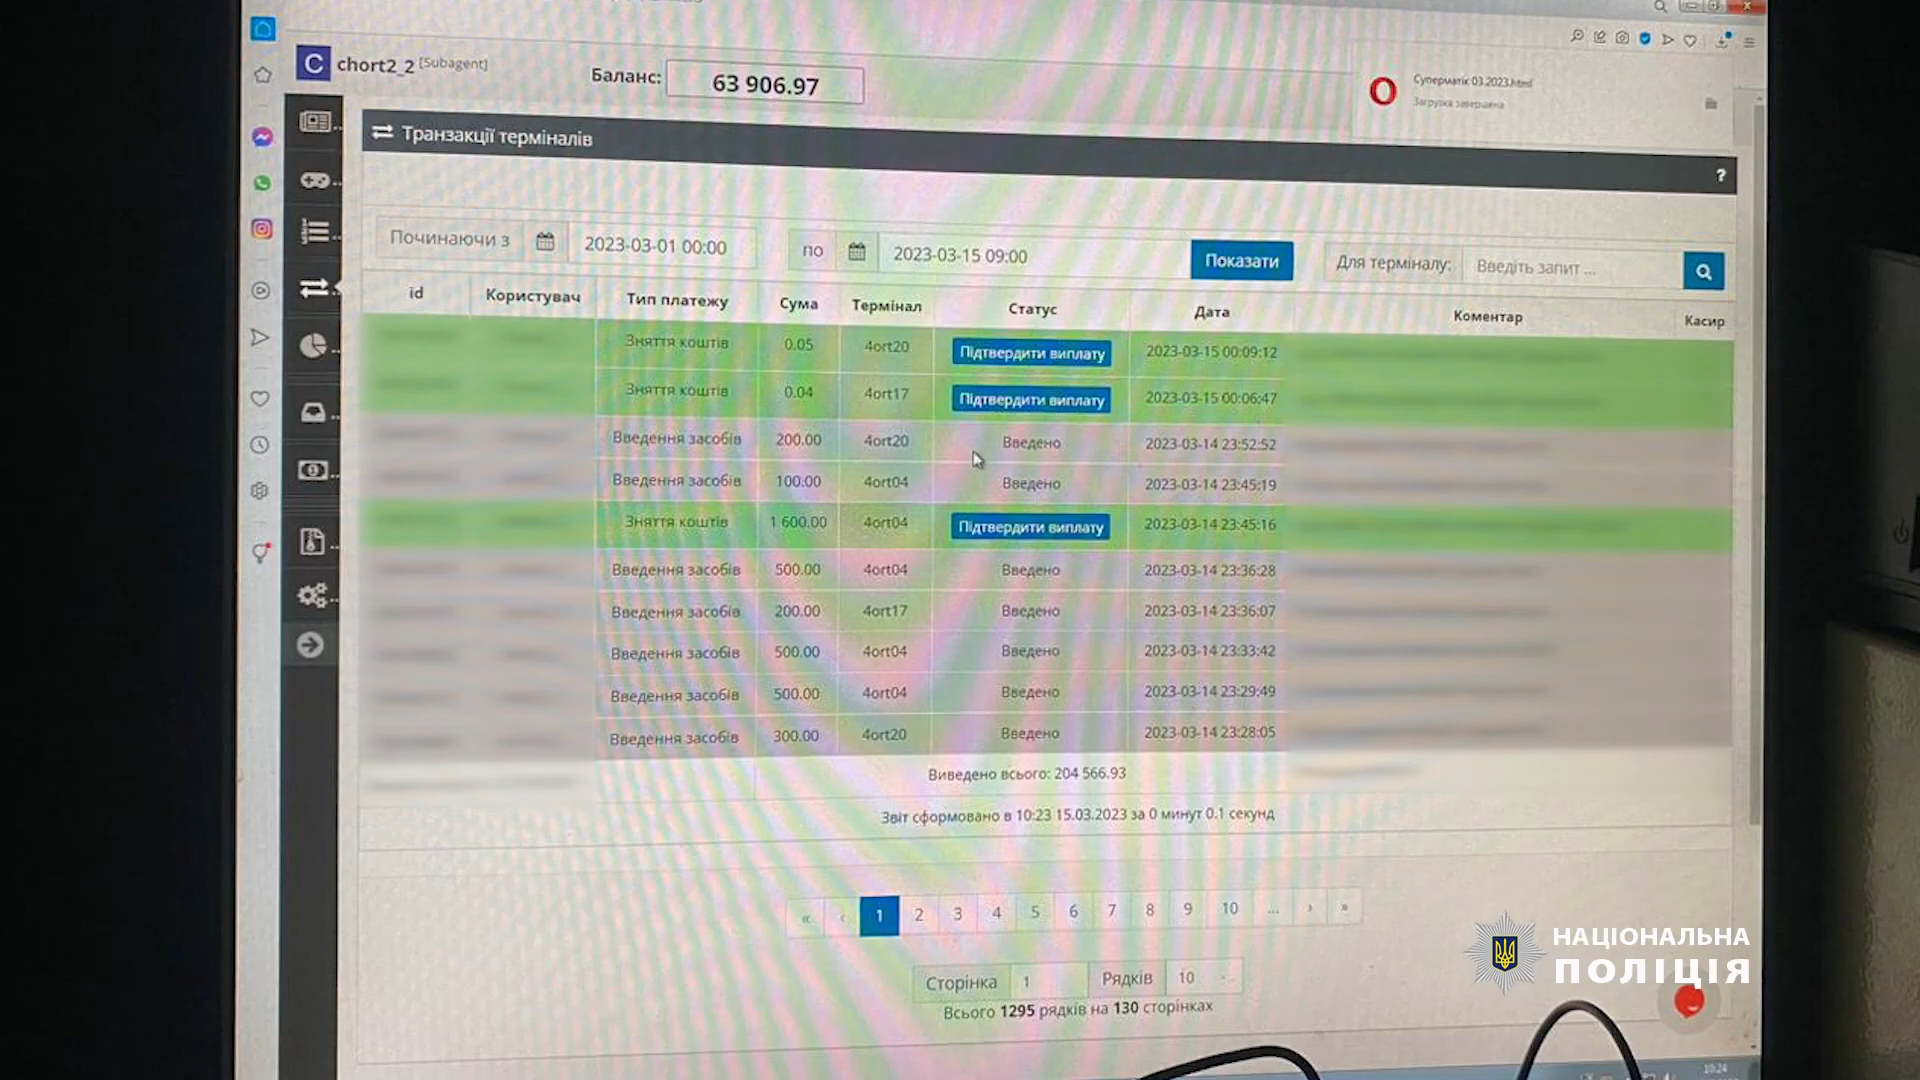 C chort2_2 [Subagent]
Баланс: 63 906.97
Суперматік 03.2023.html
Загрузка завершена
Транзакції терміналів ?
Починаючи з 2023-03-01 00:00 по 2023-03-15 09:00 Показати Для терміналу: Введіть запит ...
id Користувач Тип платежу Сума Термінал Статус Дата Коментар Касир
Зняття коштів 0.05 4ort20 Підтвердити виплату 2023-03-15 00:09:12
Зняття коштів 0.04 4ort17 Підтвердити виплату 2023-03-15 00:06:47
Введення засобів 200.00 4ort20 Введено 2023-03-14 23:52:52
Введення засобів 100.00 4ort04 Введено 2023-03-14 23:45:19
Зняття коштів 1 600.00 4ort04 Підтвердити виплату 2023-03-14 23:45:16
Введення засобів 500.00 4ort04 Введено 2023-03-14 23:36:28
Введення засобів 200.00 4ort17 Введено 2023-03-14 23:36:07
Введення засобів 500.00 4ort04 Введено 2023-03-14 23:33:42
Введення засобів 500.00 4ort04 Введено 2023-03-14 23:29:49
Введення засобів 300.00 4ort20 Введено 2023-03-14 23:28:05
Виведено всього: 204 566.93
Звіт сформовано в 10:23 15.03.2023 за 0 минут 0.1 секунд
« ‹ 1 2 3 4 5 6 7 8 9 10 ... › »
Сторінка 1 Рядків 10
Всього 1295 рядків на 130 сторінках
НАЦІОНАЛЬНА
ПОЛІЦІЯ
10:24